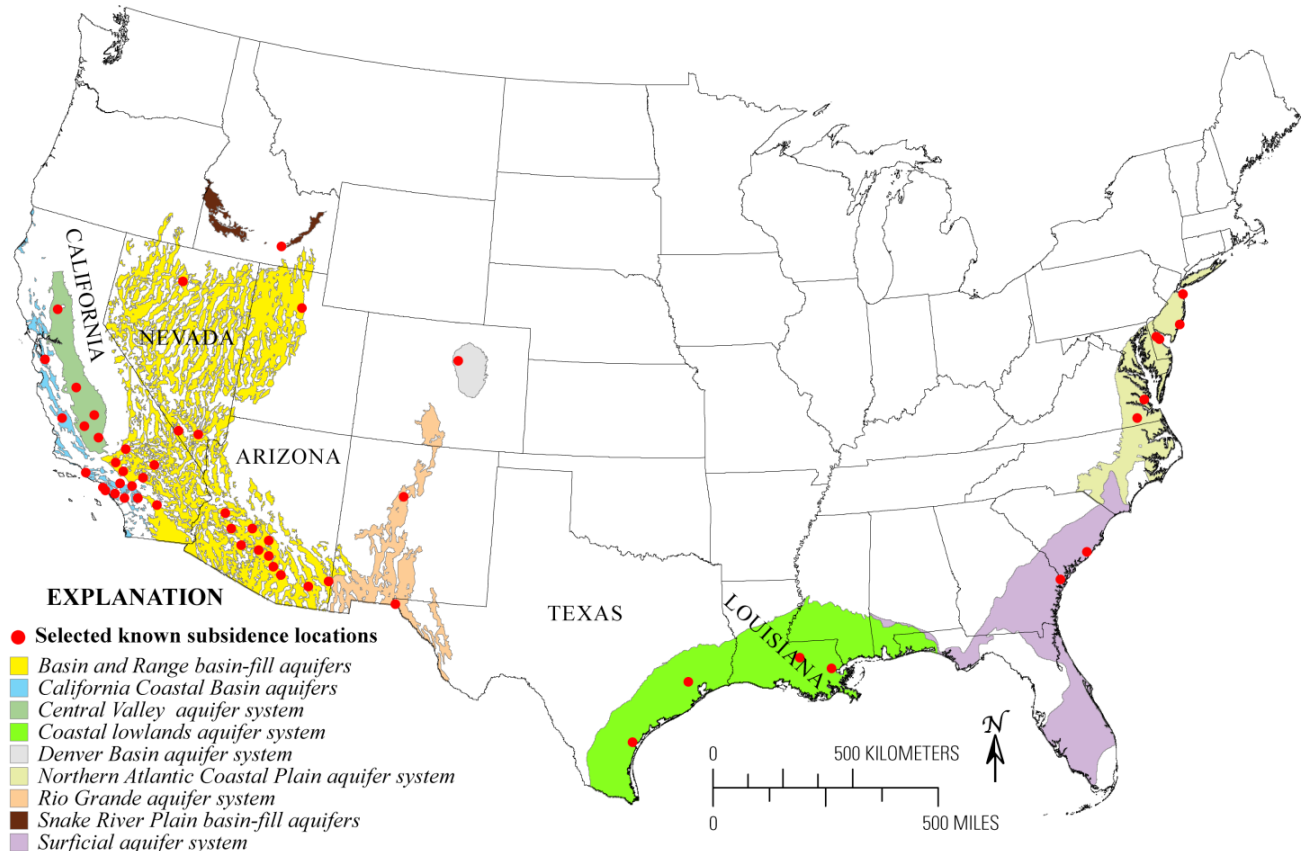 CALIFORNIA
NEVADA
ARIZONA
TEXAS
LOUISIANA
EXPLANATION
Selected known subsidence locations
Basin and Range basin-fill aquifers
California Coastal Basin aquifers
Central Valley aquifer system
Coastal lowlands aquifer system
Denver Basin aquifer system
Northern Atlantic Coastal Plain aquifer system
Rio Grande aquifer system
Snake River Plain basin-fill aquifers
Surficial aquifer system
N
0 500 KILOMETERS
0 500 MILES